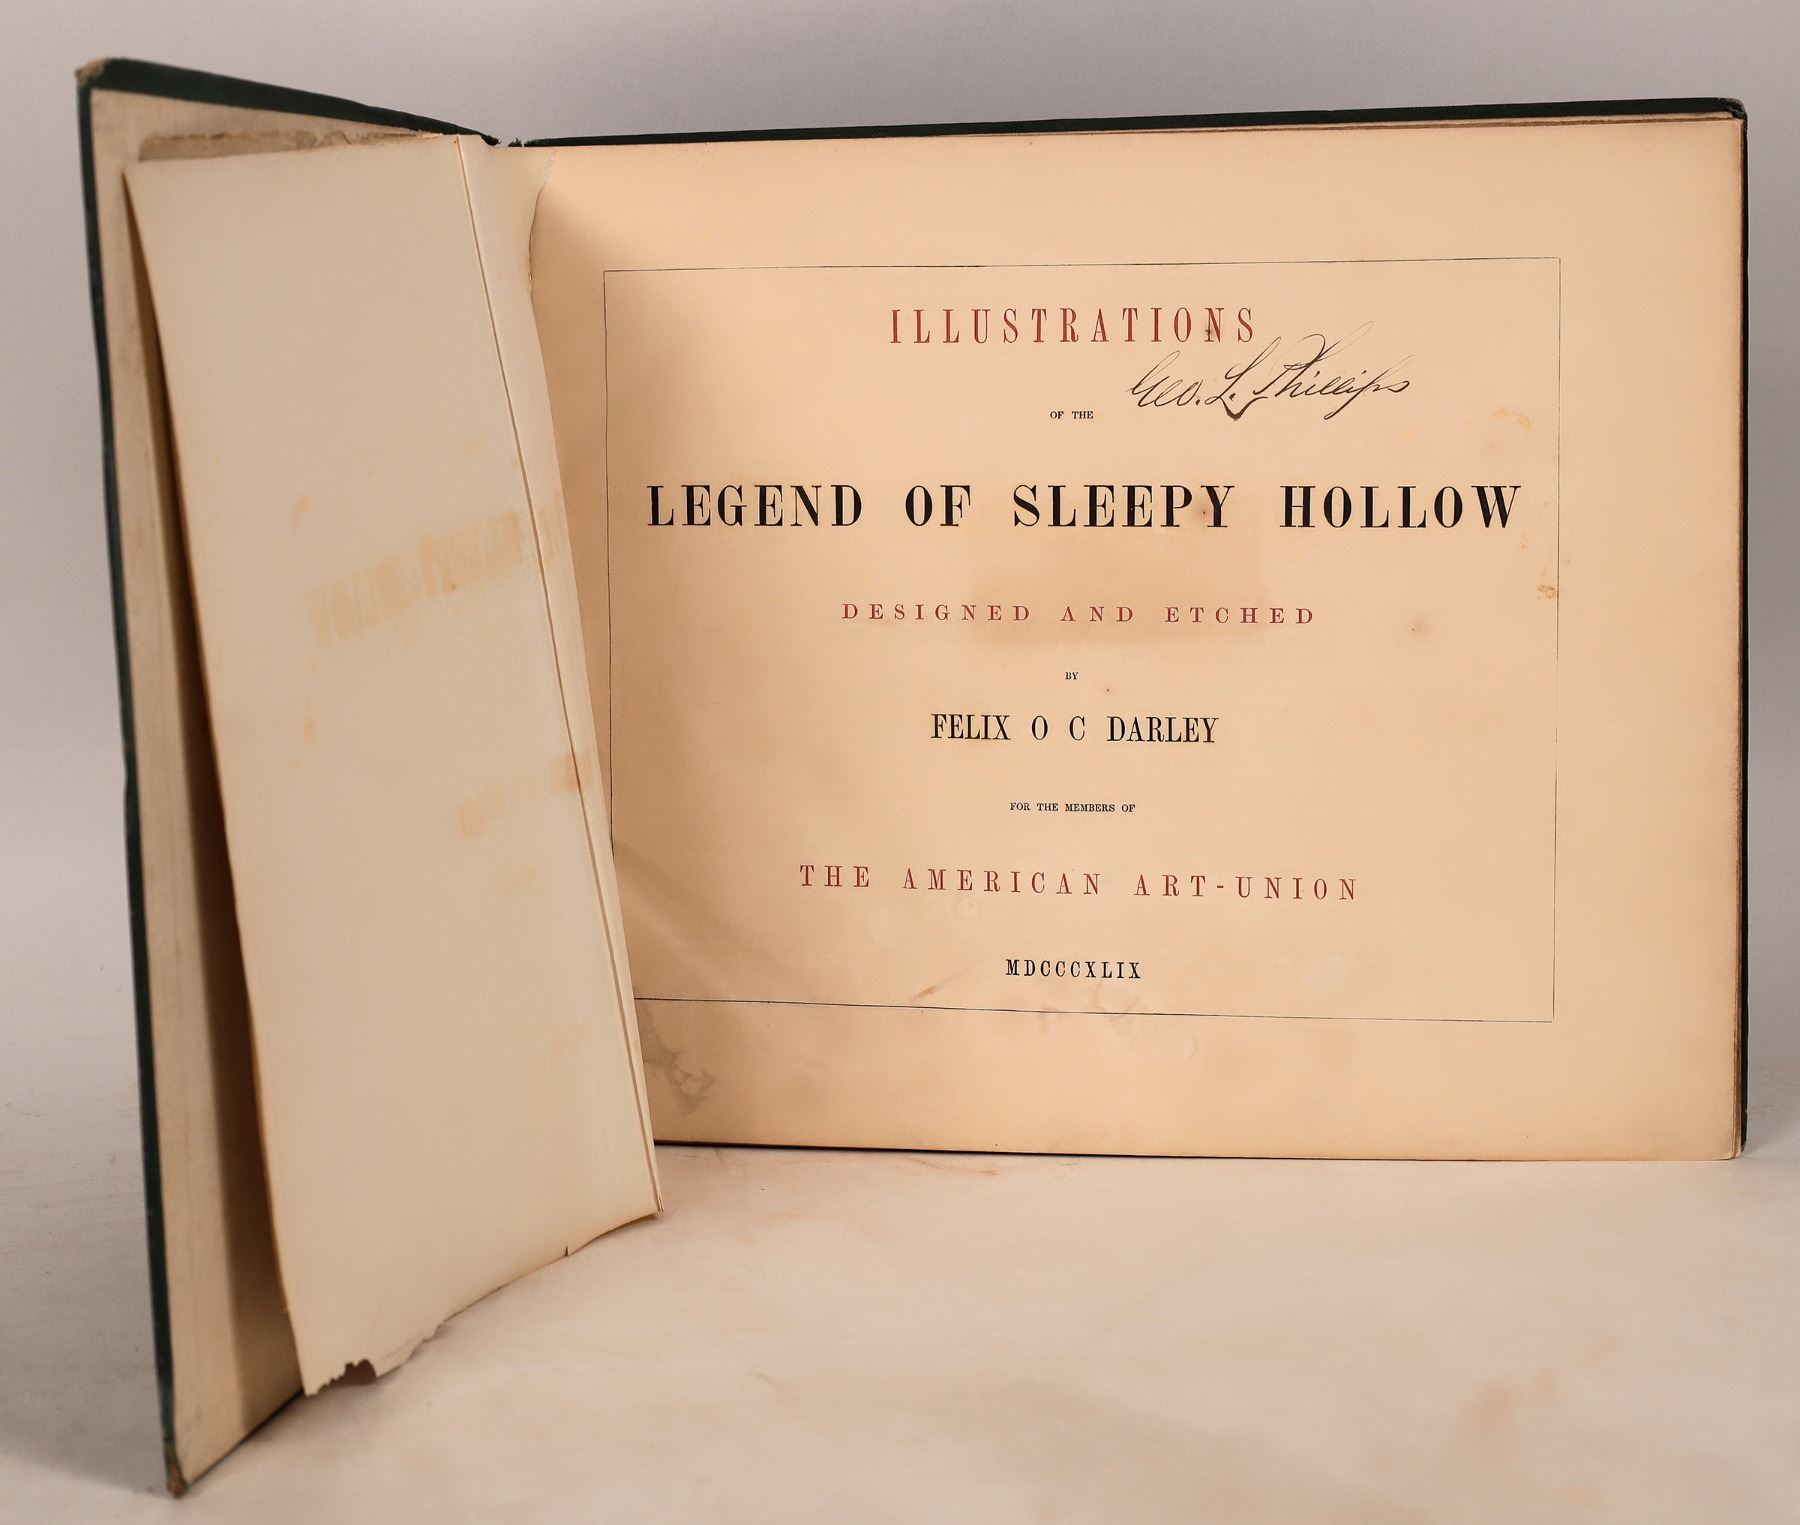 ILLUSTRATIONS
Geo. L. Phillips
OF THE
LEGEND OF SLEEPY HOLLOW
DESIGNED AND ETCHED
BY
FELIX O C DARLEY
FOR THE MEMBERS OF
THE AMERICAN ART-UNION
MDCCCXLIX